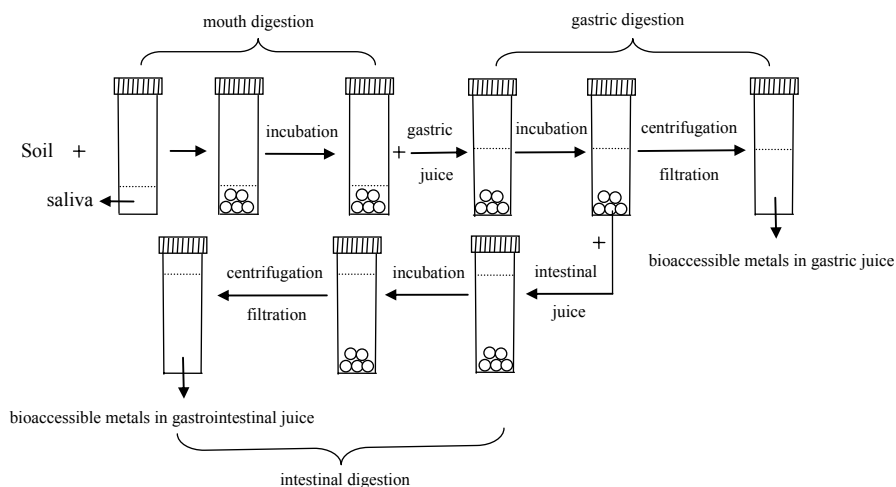 mouth digestion
gastric digestion
Soil +
saliva
incubation
+ gastric
juice
incubation
centrifugation
filtration
bioaccessible metals in gastric juice
+
intestinal
juice
incubation
centrifugation
filtration
bioaccessible metals in gastrointestinal juice
intestinal digestion